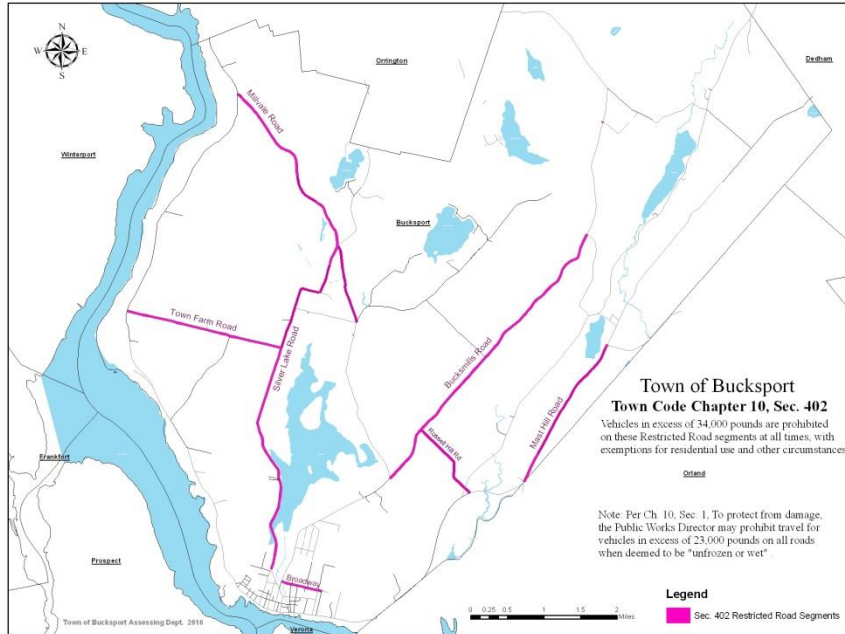 N
W E
S
Orrington
Dedham
Millvale Road
Winterport
Bucksport
Town Farm Road
Silver Lake Road
Bucksmills Road
Russell Hill Rd
Mast Hill Road
Town of Bucksport
Town Code Chapter 10, Sec. 402
Vehicles in excess of 34,000 pounds are prohibited
on these Restricted Road segments at all times, with
exemptions for residential use and other circumstances
Frankfort
Orland
Note: Per Ch. 10, Sec. 1, To protect from damage,
the Public Works Director may prohibit travel for
vehicles in excess of 23,000 pounds on all roads
when deemed to be "unfrozen or wet" .
Prospect
Broadway
Legend
Sec. 402 Restricted Road Segments
0 0.25 0.5 1 1.5 2
Miles
Town of Bucksport Assessing Dept. 2016
Verona